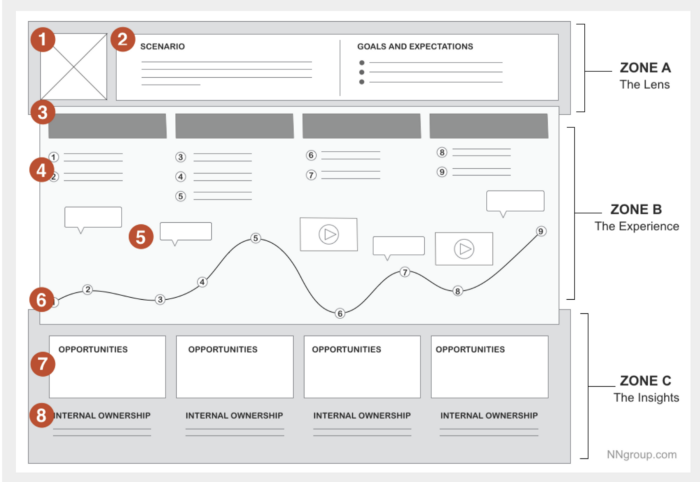 1
2
SCENARIO
GOALS AND EXPECTATIONS
ZONE A
The Lens
3
4
1
2
3
4
5
6
7
8
9
5
ZONE B
The Experience
6
2
3
4
5
6
7
8
9
7
OPPORTUNITIES
OPPORTUNITIES
OPPORTUNITIES
OPPORTUNITIES
8
INTERNAL OWNERSHIP
INTERNAL OWNERSHIP
INTERNAL OWNERSHIP
INTERNAL OWNERSHIP
ZONE C
The Insights
NNgroup.com